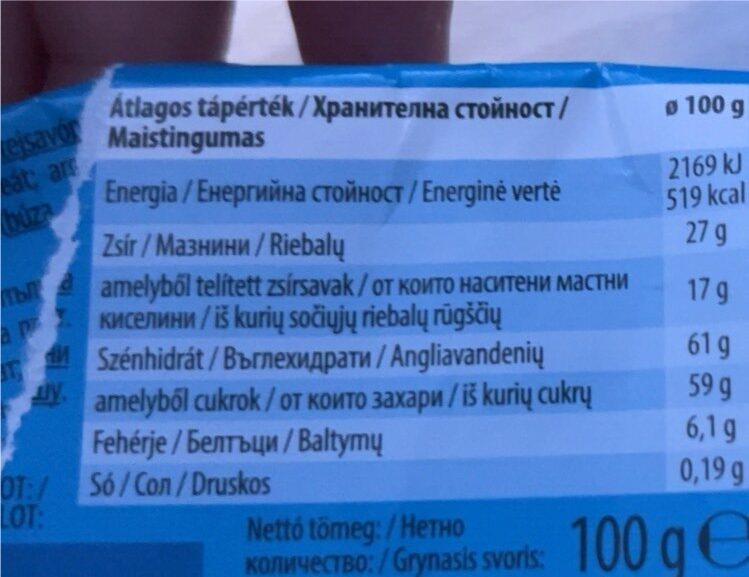 Átlagos tápérték / Хранителна стойност /
Maistingumas
ø 100 g
Energia / Енергийна стойност / Energinė vertė
2169 kJ
519 kcal
Zsír / Мазнини / Riebalų
27 g
amelyből telített zsírsavak / от които наситени мастни
киселини / iš kurių sočiųjų riebalų rūgščių
17 g
Szénhidrát / Въглехидрати / Angliavandenių
61 g
amelyből cukrok / от които захари / iš kurių cukrų
59 g
Fehérje / Белтъци / Baltymų
6,1 g
Só / Сол / Druskos
0,19 g
OT: /
LOT:
Nettó tömeg: / Нетно
количество: / Grynasis svoris:
100 g e